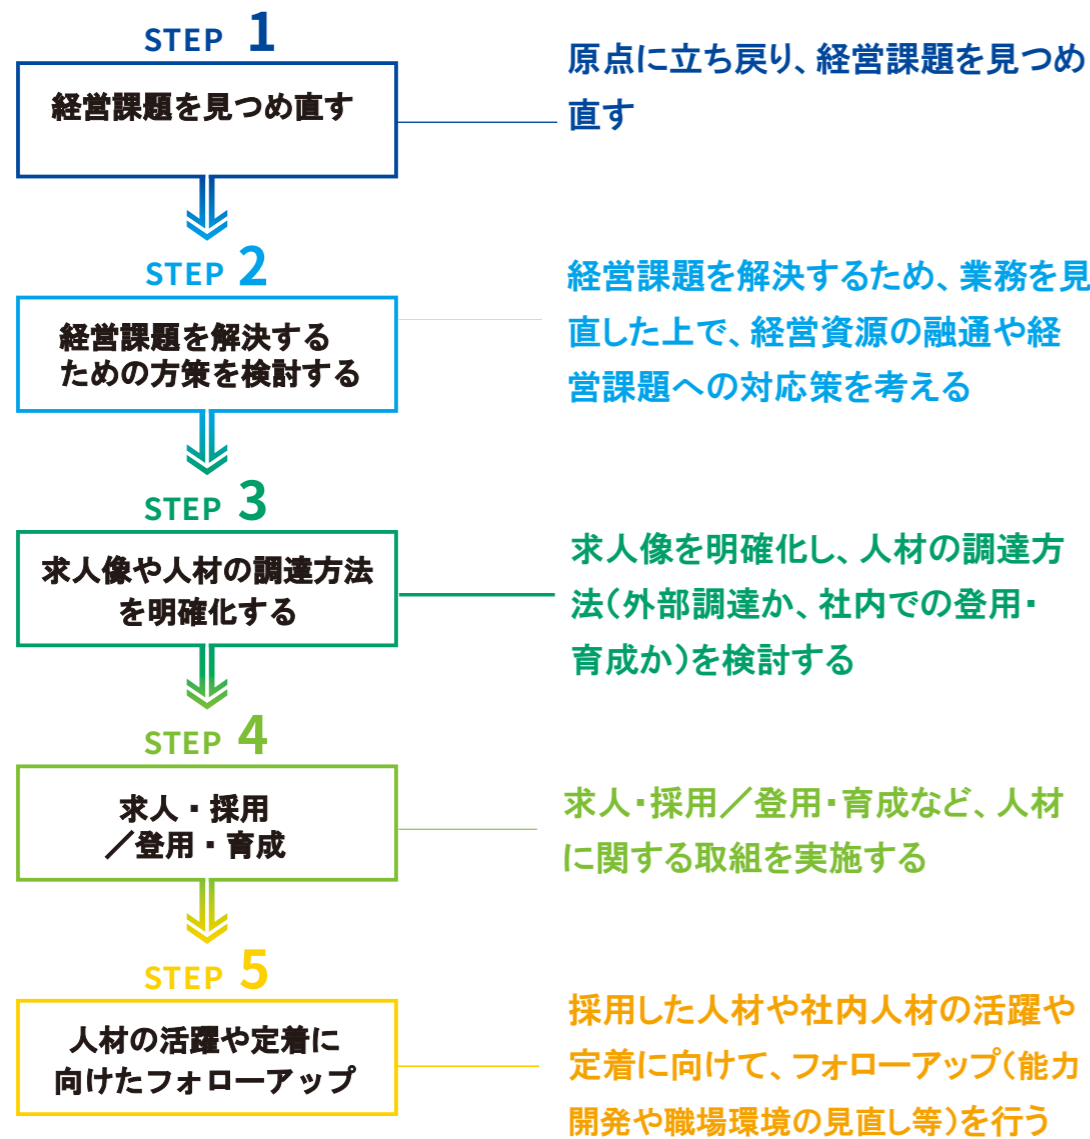 STEP 1
経営課題を見つめ直す
原点に立ち戻り、経営課題を見つめ
直す
STEP 2
経営課題を解決する
ための方策を検討する
経営課題を解決するため、業務を見
直した上で、経営資源の融通や経
営課題への対応策を考える
STEP 3
求人像や人材の調達方法
を明確化する
求人像を明確化し、人材の調達方
法(外部調達か、社内での登用・
育成か)を検討する
STEP 4
求人・採用
／登用・育成
求人・採用／登用・育成など、人材
に関する取組を実施する
STEP 5
人材の活躍や定着に
向けたフォローアップ
採用した人材や社内人材の活躍や
定着に向けて、フォローアップ(能力
開発や職場環境の見直し等)を行う